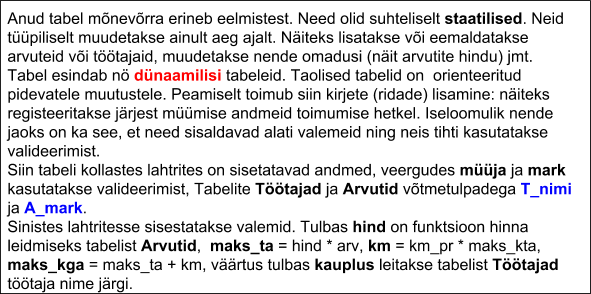 Anud tabel mõnevõrra erineb eelmistest. Need olid suhteliselt staatilised. Neid
tüüpiliselt muudetakse ainult aeg ajalt. Näiteks lisatakse või eemaldatakse
arvuteid või töötajaid, muudetakse nende omadusi (näit arvutite hindu) jmt.
Tabel esindab nö dünaamilisi tabeleid. Taolised tabelid on orienteeritud
pidevatele muutustele. Peamiselt toimub siin kirjete (ridade) lisamine: näiteks
registeeritakse järjest müümise andmeid toimumise hetkel. Iseloomulik nende
jaoks on ka see, et need sisaldavad alati valemeid ning neis tihti kasutatakse
valideerimist.
Siin tabeli kollastes lahtrites on sisetatavad andmed, veergudes müüja ja mark
kasutatakse valideerimist, Tabelite Töötajad ja Arvutid võtmetulpadega T_nimi
ja A_mark.
Sinistes lahtritesse sisestatakse valemid. Tulbas hind on funktsioon hinna
leidmiseks tabelist Arvutid, maks_ta = hind * arv, km = km_pr * maks_kta,
maks_kga = maks_ta + km, väärtus tulbas kauplus leitakse tabelist Töötajad
töötaja nime järgi.